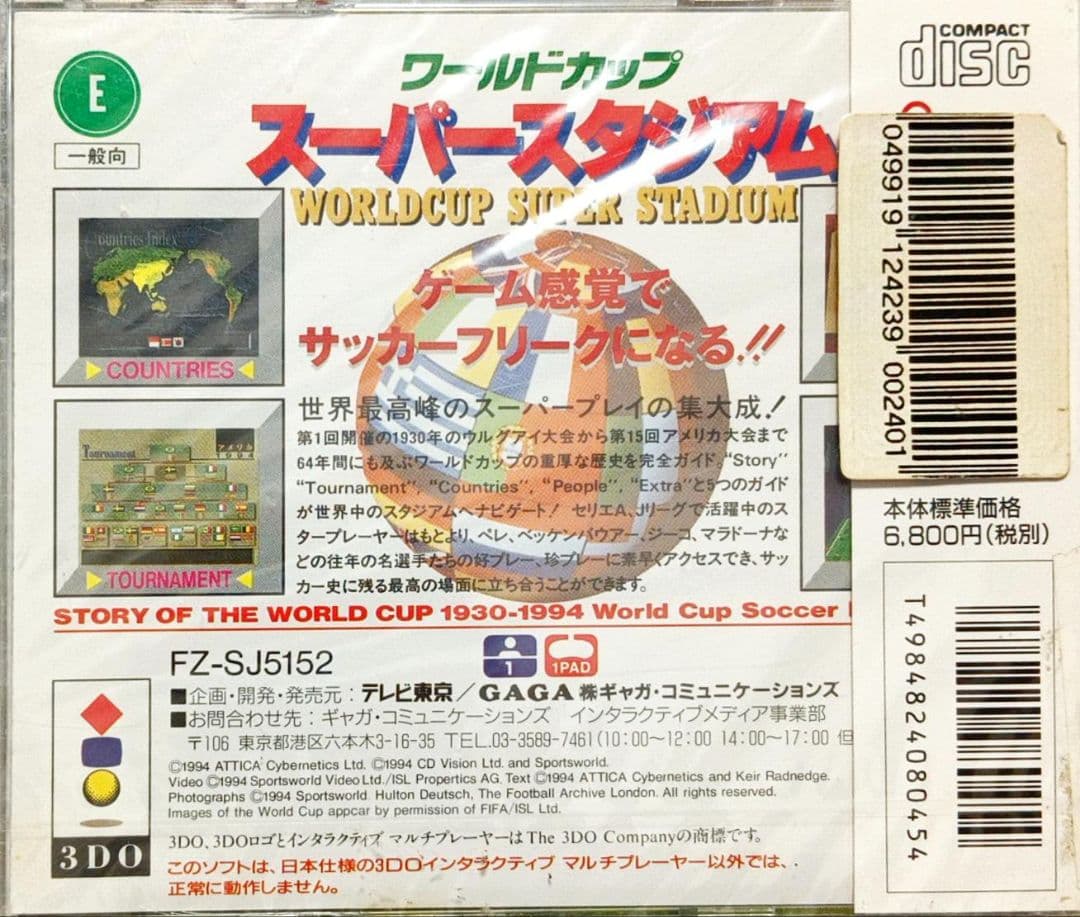 COMPACT
disc
E
一般向
ワールドカップ
スーパースタジアム
WORLDCUP SUPER STADIUM
Countries Index
COUNTRIES
ゲーム感覚で
サッカーフリークになる!!
世界最高峰のスーパープレイの集大成!
第1回開催の1930年のウルグアイ大会から第15回アメリカ大会まで
64年間にも及ぶワールドカップの重厚な歴史を完全ガイド。“Story”
“Tournament”, “Countries”, “People”, “Extra”と5つのガイド
が世界中のスタジアムへナビゲート! セリエA、Jリーグで活躍中のス
タープレーヤーはもとより、ペレ、ベッケンバウアー、ジーコ、マラドーナな
どの往年の名選手たちの好プレー、珍プレーに素早くアクセスでき、サッ
カー史に残る最高の場面に立ち合うことができます。
Tournament
アメリカ
1994
TOURNAMENT
STORY OF THE WORLD CUP 1930-1994 World Cup Soccer
FZ-SJ5152
1
1PAD
■企画・開発・発売元:テレビ東京/GAGA 株ギャガ・コミュニケーションズ
■お問合わせ先:ギャガ・コミュニケーションズ インタラクティブメディア事業部
〒106 東京都港区六本木3-16-35 TEL.03-3589-7461(10:00〜12:00 14:00〜17:00 但
©1994 ATTICA Cybernetics Ltd. ©1994 CD Vision Ltd. and Sportsworld.
Video ©1994 Sportsworld Video Ltd./ISL Propertics AG. Text ©1994 ATTICA Cybernetics and Keir Radnedge.
Photographs ©1994 Sportsworld. Hulton Deutsch, The Football Archive London. All rights reserved.
Images of the World Cup appcar by permission of FIFA/ISL Ltd.
3DO
3DO、3DOロゴとインタラクティブ マルチプレーヤーはThe 3DO Companyの商標です。
このソフトは、日本仕様の3DOインタラクティブ マルチプレーヤー以外では、
正常に動作しません。
049919 124239 002401
本体標準価格
6,800円(税別)
T4984824080454